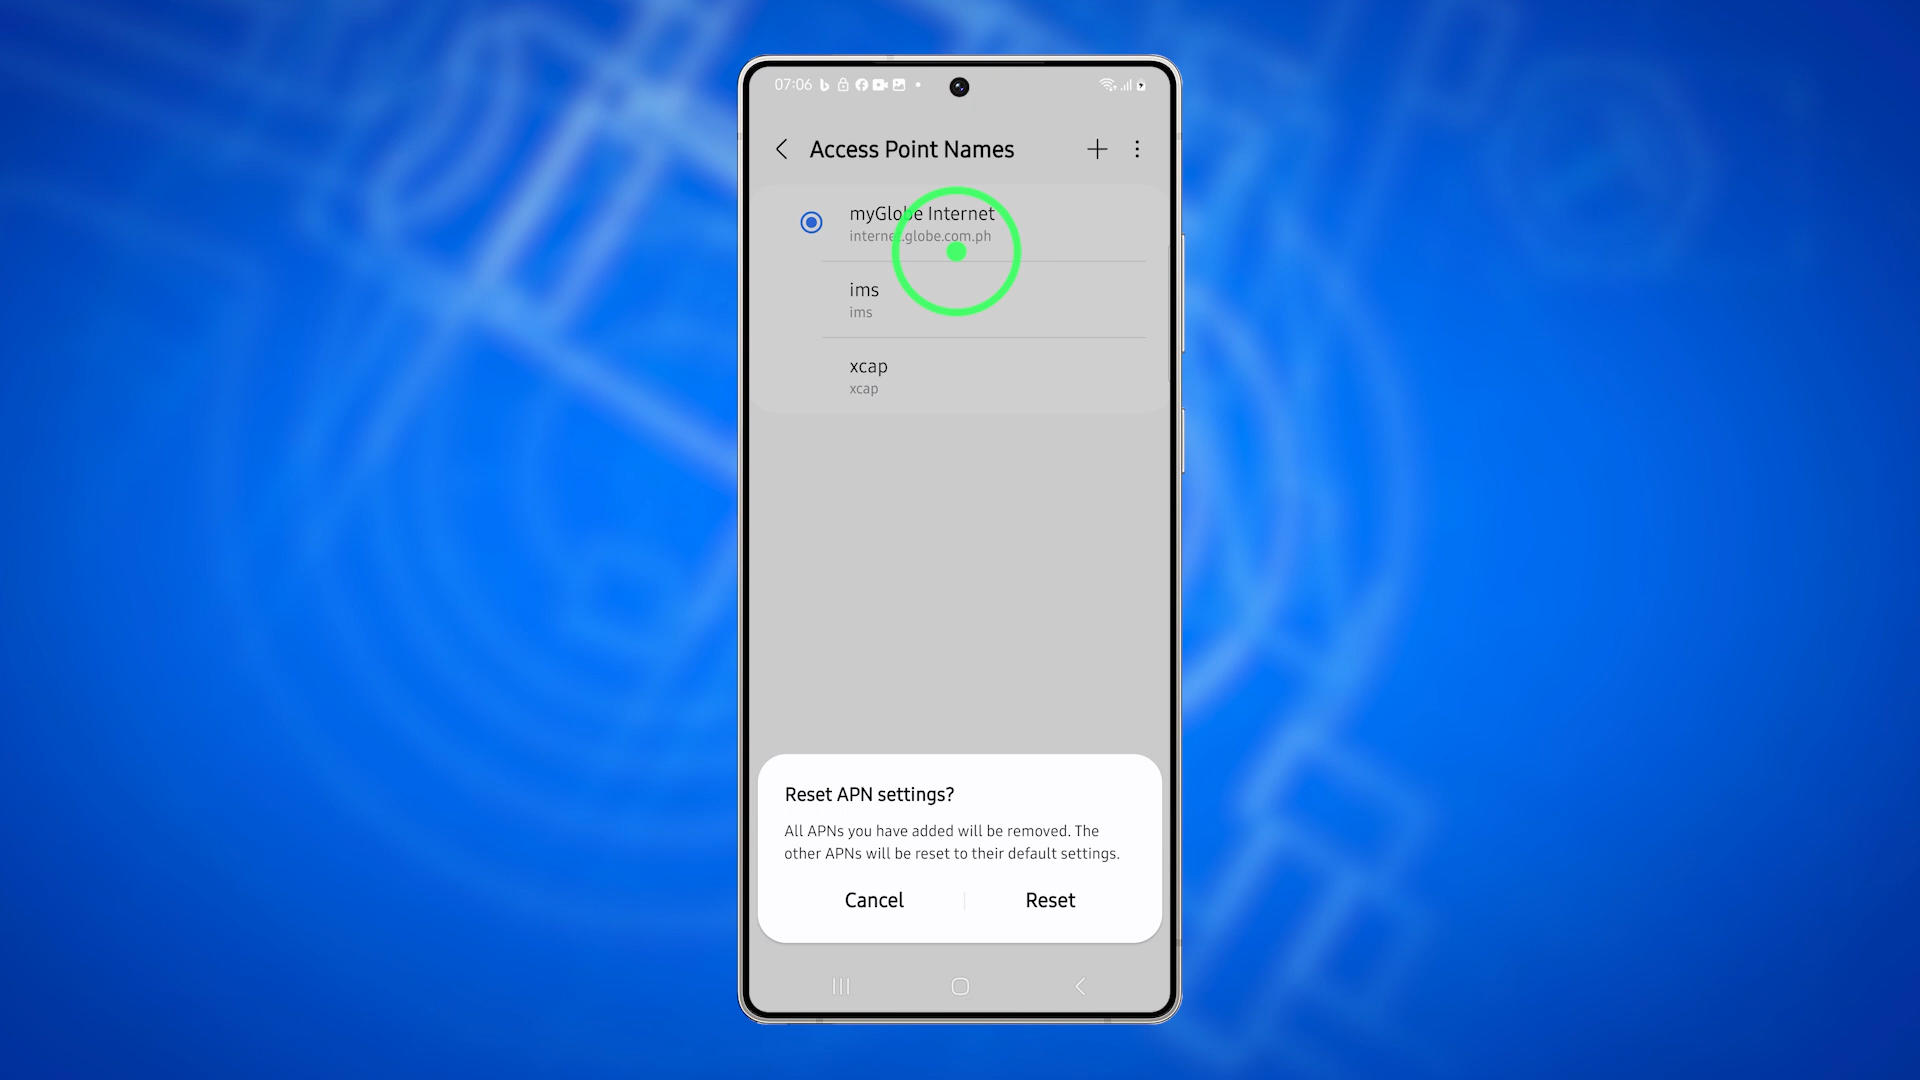 07:06
Access Point Names
myGlobe Internet
internet.globe.com.ph
ims
ims
xcap
xcap
Reset APN settings?
All APNs you have added will be removed. The
other APNs will be reset to their default settings.
Cancel
Reset